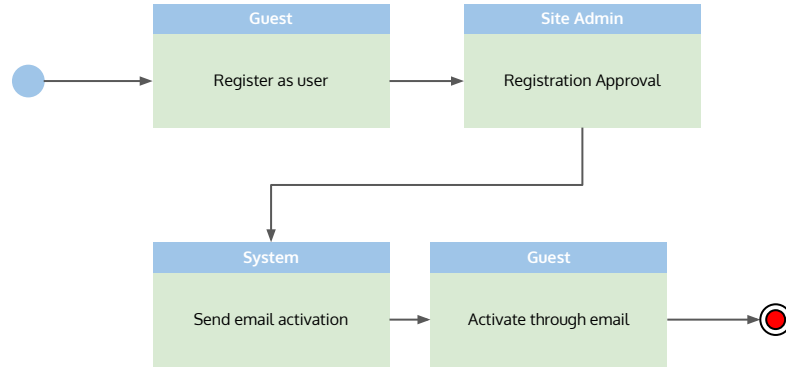 Guest
Register as user
Site Admin
Registration Approval
System
Send email activation
Guest
Activate through email